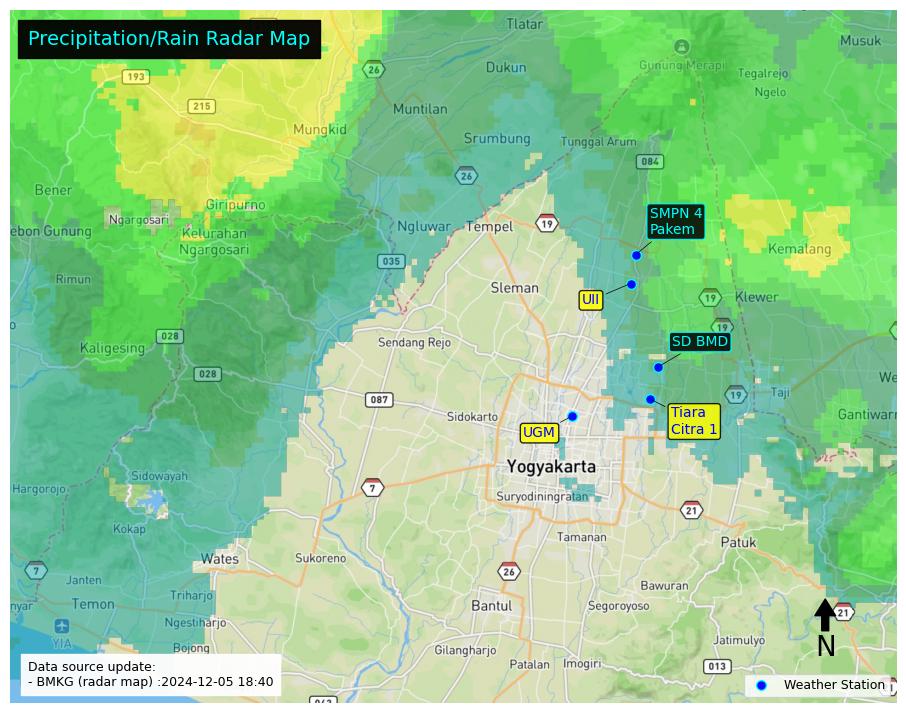 Precipitation/Rain Radar Map
Tlatar
Musuk
26
Gunung Merapi
193
Dukun
Tegalrejo
215
Ngelo
Muntilan
Mungkid
Srumbung
Tunggal Arum
084
26
Bener
Giripurno
Ngargosari
SMPN 4
Pakem
ebon Gunung
Kelurahan
Ngargosari
Ngluwar
Tempel
19
Kemalang
035
Rimun
Sleman
UII
19
Klewer
19
028
Kaligesing
Sendang Rejo
SD BMD
028
087
19
Taji
We
Sidokarto
UGM
Tiara
Citra 1
Gantiwarr
Yogyakarta
Sidowayah
Hargorojo
7
Suryodiningratan
21
Kokap
Tamanan
Patuk
Wates
Sukoreno
7
26
Janten
Bawuran
nyar
Temon
Triharjo
Bantul
Segoroyoso
21
YIA
Ngestiharjo
N
Bojong
Gilangharjo
Jatimulyo
Patalan
Imogiri
013
Data source update:
- BMKG (radar map) :2024-12-05 18:40
Weather Station